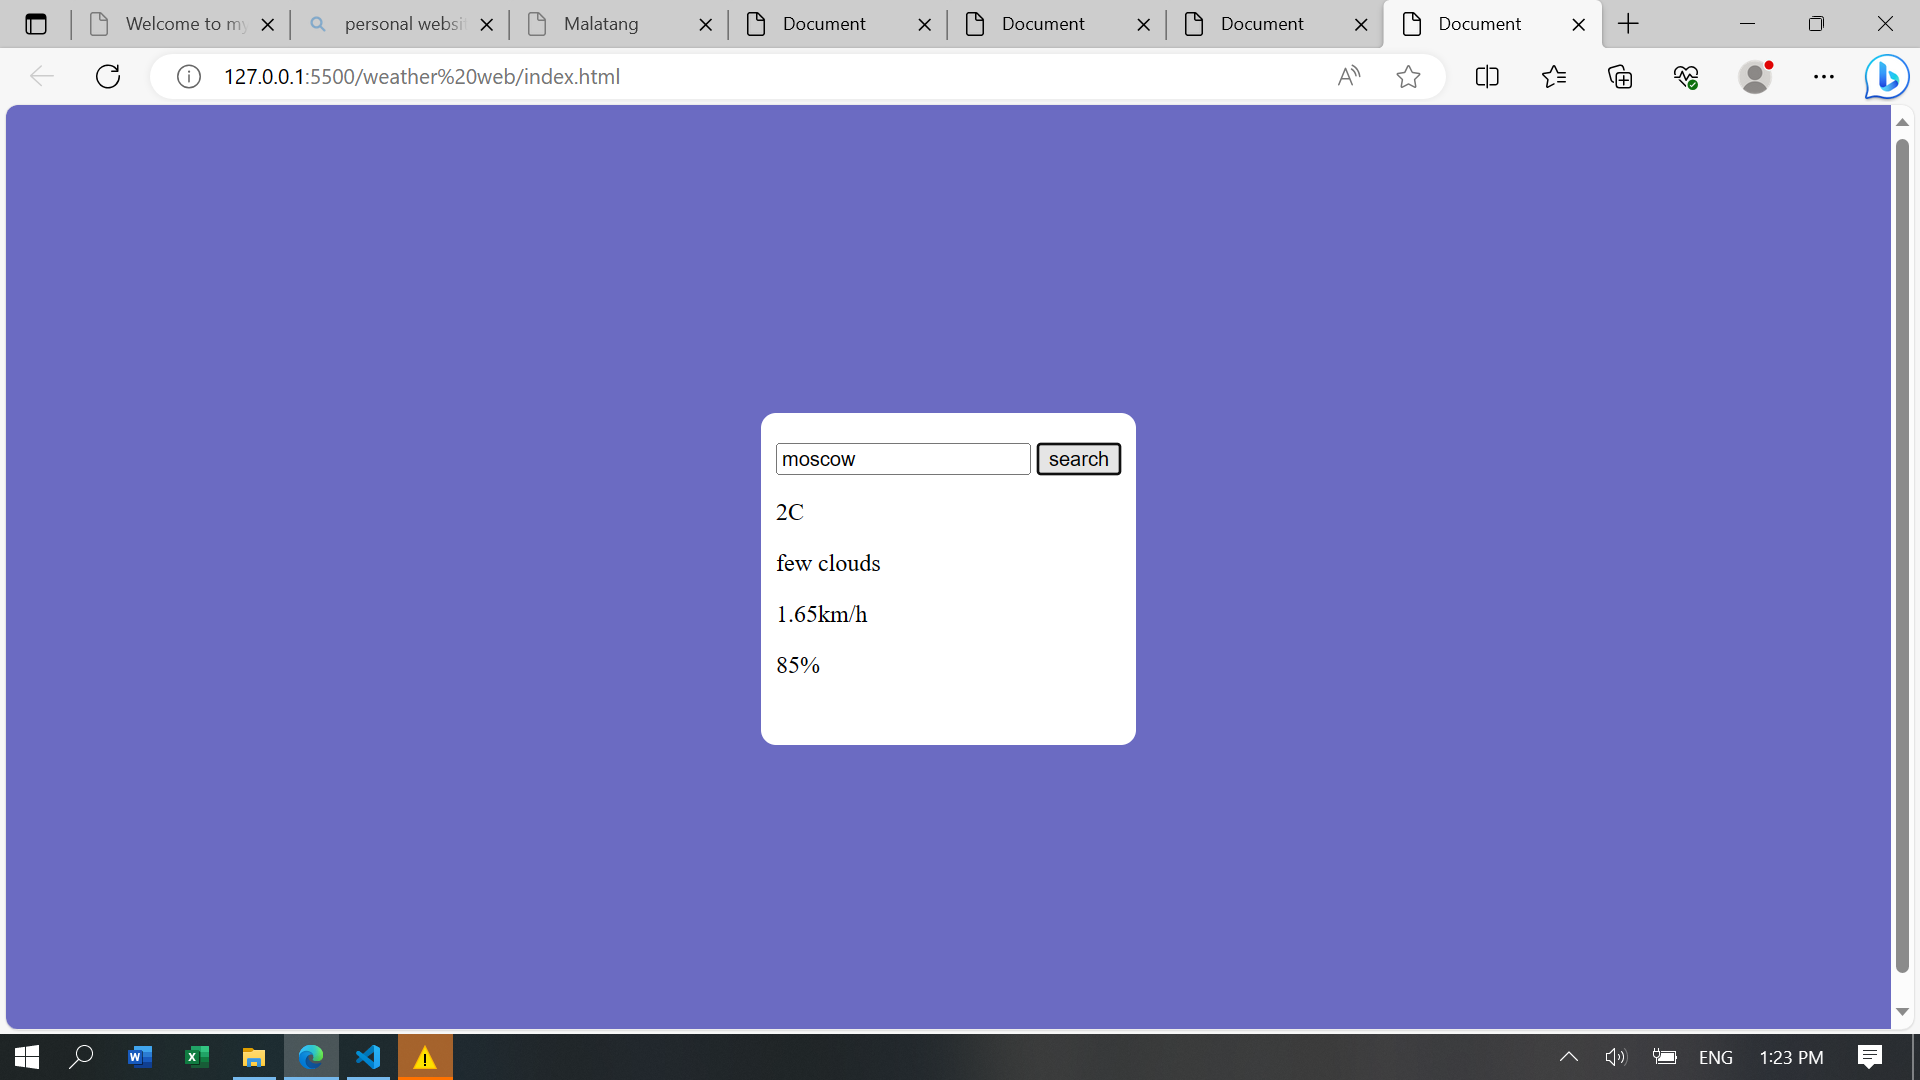 Welcome to my
personal websit
Malatang
Document
Document
Document
Document
127.0.0.1:5500/weather%20web/index.html
moscow
search
2C
few clouds
1.65km/h
85%
ENG
1:23 PM